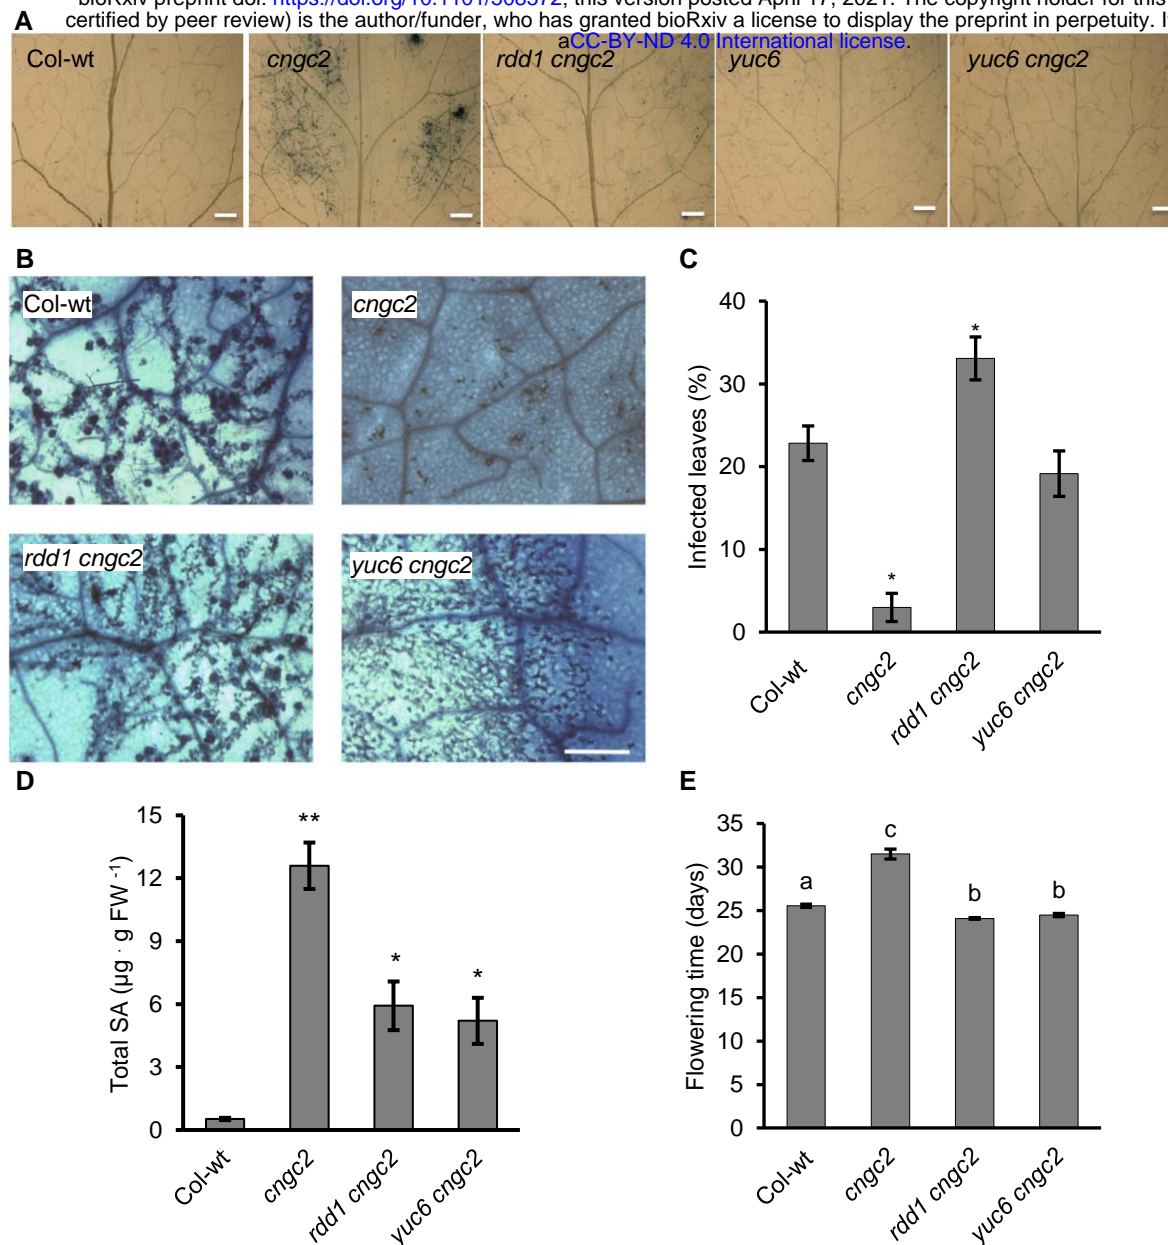 bioRxiv preprint doi: https://doi.org/10.1101/508572; this version posted April 17, 2021. The copyright holder for this
certified by peer review) is the author/funder, who has granted bioRxiv a license to display the preprint in perpetuity. I
aCC-BY-ND 4.0 International license.
A
Col-wt
cngc2
rdd1 cngc2
yuc6
yuc6 cngc2
B
Col-wt
cngc2
rdd1 cngc2
yuc6 cngc2
C
Infected leaves (%)
40
30
20
10
0
*
*
Col-wt
cngc2
rdd1 cngc2
yuc6 cngc2
D
Total SA (µg · g FW -1)
15
12
9
6
3
0
**
*
*
Col-wt
cngc2
rdd1 cngc2
yuc6 cngc2
E
Flowering time (days)
35
30
25
20
15
10
5
0
a
c
b
b
Col-wt
cngc2
rdd1 cngc2
yuc6 cngc2